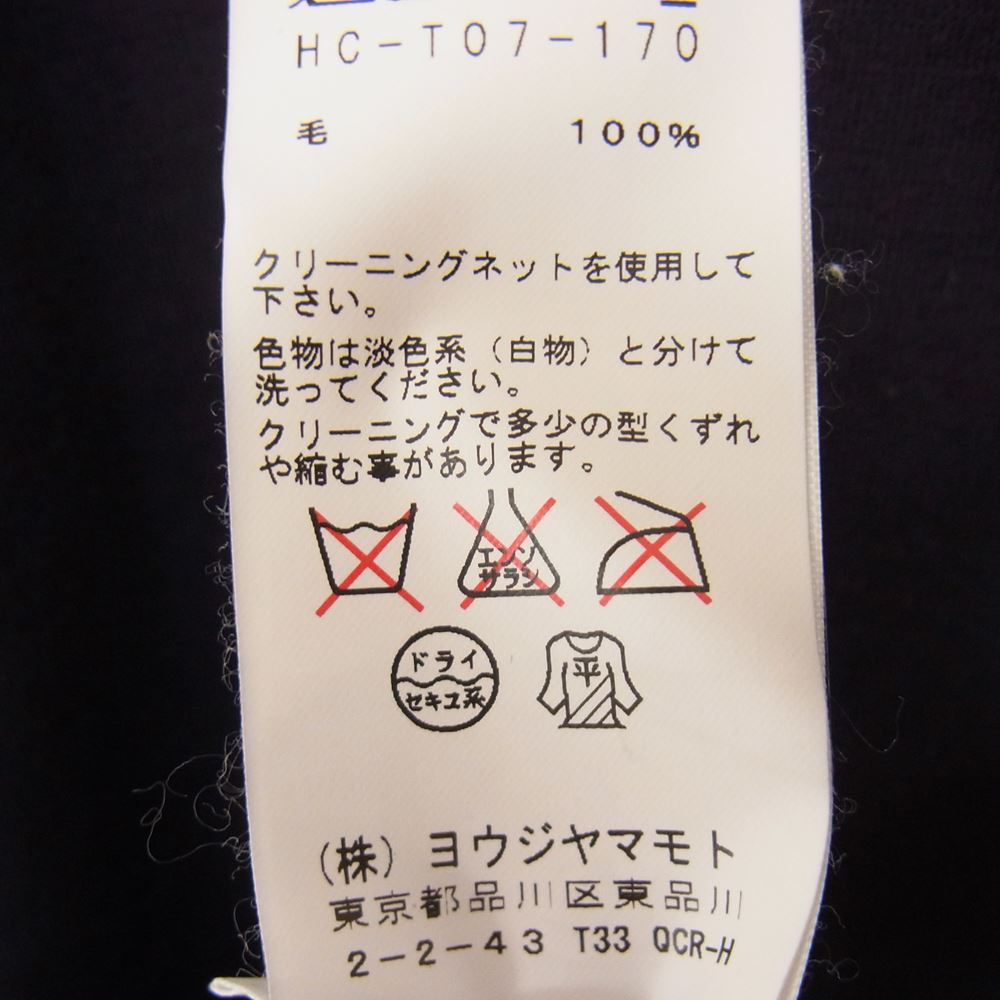 HC-T07-170
毛 100%
クリーニングネットを使用して
下さい。
色物は淡色系（白物）と分けて
洗ってください。
クリーニングで多少の型くずれ
や縮む事があります。
エンソ
サラシ
ドライ
セキユ系
平
（株）ヨウジヤマモト
東京都品川区東品川
2-2-43 T33 QCR-H